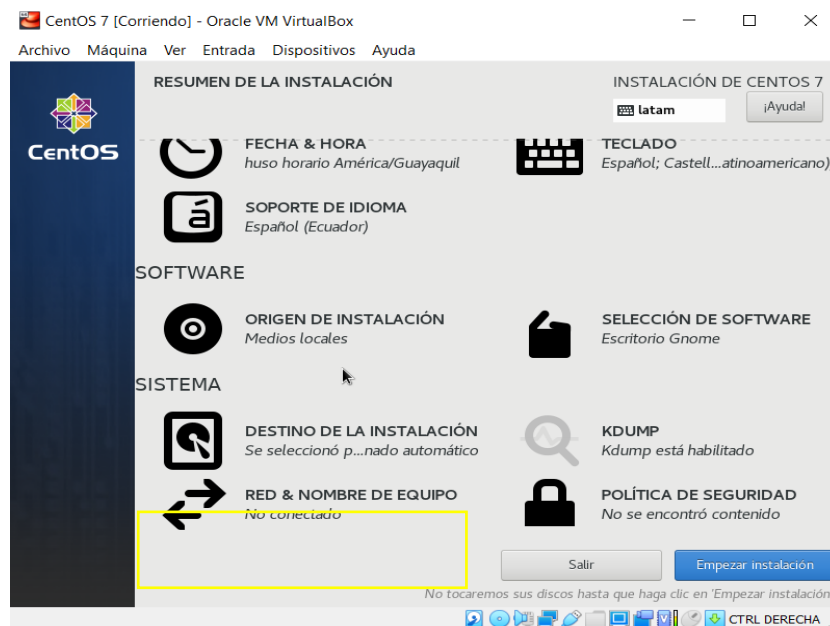 CentOS 7 [Corriendo] - Oracle VM VirtualBox
Archivo Máquina Ver Entrada Dispositivos Ayuda
RESUMEN DE LA INSTALACIÓN
INSTALACIÓN DE CENTOS 7
latam
¡Ayuda!
CentOS
FECHA & HORA
huso horario América/Guayaquil
TECLADO
Español; Castell...atinoamericano)
á
SOPORTE DE IDIOMA
Español (Ecuador)
SOFTWARE
ORIGEN DE INSTALACIÓN
Medios locales
SELECCIÓN DE SOFTWARE
Escritorio Gnome
SISTEMA
DESTINO DE LA INSTALACIÓN
Se seleccionó p...nado automático
KDUMP
Kdump está habilitado
RED & NOMBRE DE EQUIPO
No conectado
POLÍTICA DE SEGURIDAD
No se encontró contenido
Salir
Empezar instalación
No tocaremos sus discos hasta que haga clic en 'Empezar instalación
CTRL DERECHA